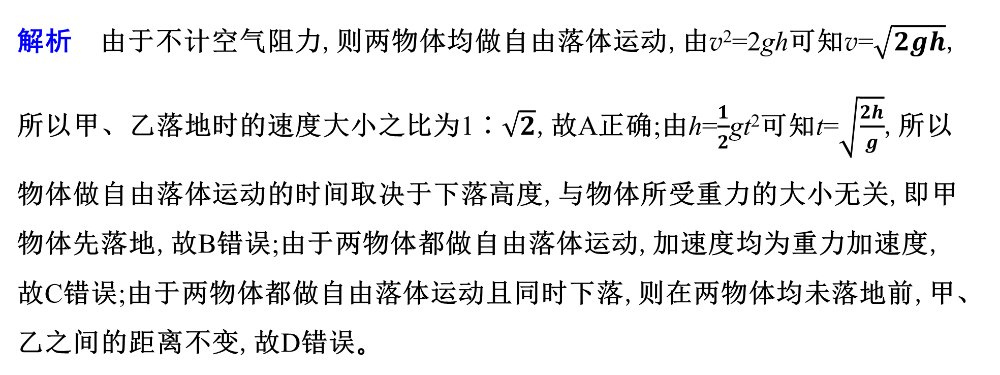 解析　由于不计空气阻力,则两物体均做自由落体运动,由v²=2gh可知v=√(2gh),
所以甲、乙落地时的速度大小之比为1∶√2,故A正确;由h=1/2gt²可知t=√(2h/g),所以
物体做自由落体运动的时间取决于下落高度,与物体所受重力的大小无关,即甲
物体先落地,故B错误;由于两物体都做自由落体运动,加速度均为重力加速度,
故C错误;由于两物体都做自由落体运动且同时下落,则在两物体均未落地前,甲、
乙之间的距离不变,故D错误。